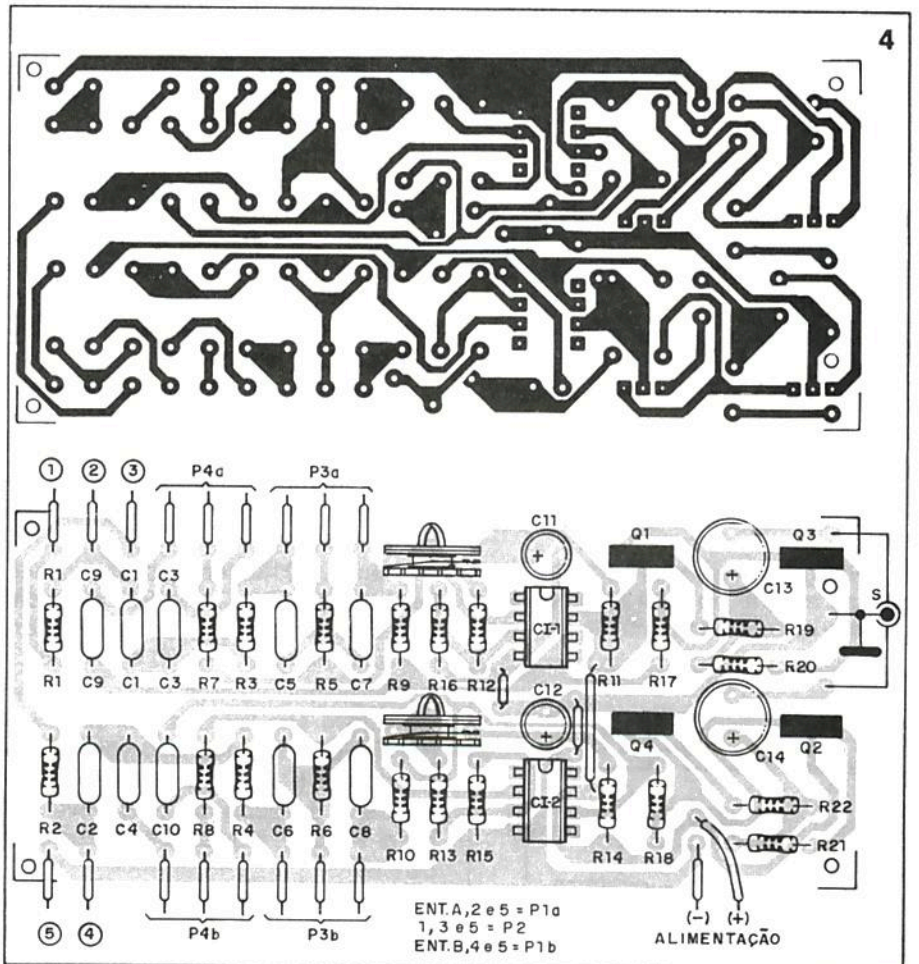 4
① ② ③ P4a P3a
C11 Q1 Q3
C13
S
R1 C9 C1 C3
CI-1
R19
R20
R1 C9 C1 C3 R7 R3 C5 R5 C7 R9 R16 R12 R11 R17
C12
Q4 C14 Q2
CI-2
R22
R2 C2 C4 C10 R8 R4 C6 R6 C8 R10 R13 R15 R14 R18 R21
⑤ ④ P4b P3b
ENT.A,2 e 5 = P1a
1, 3 e 5 = P2
ENT.B,4 e 5 = P1b
(-) (+)
ALIMENTAÇÃO